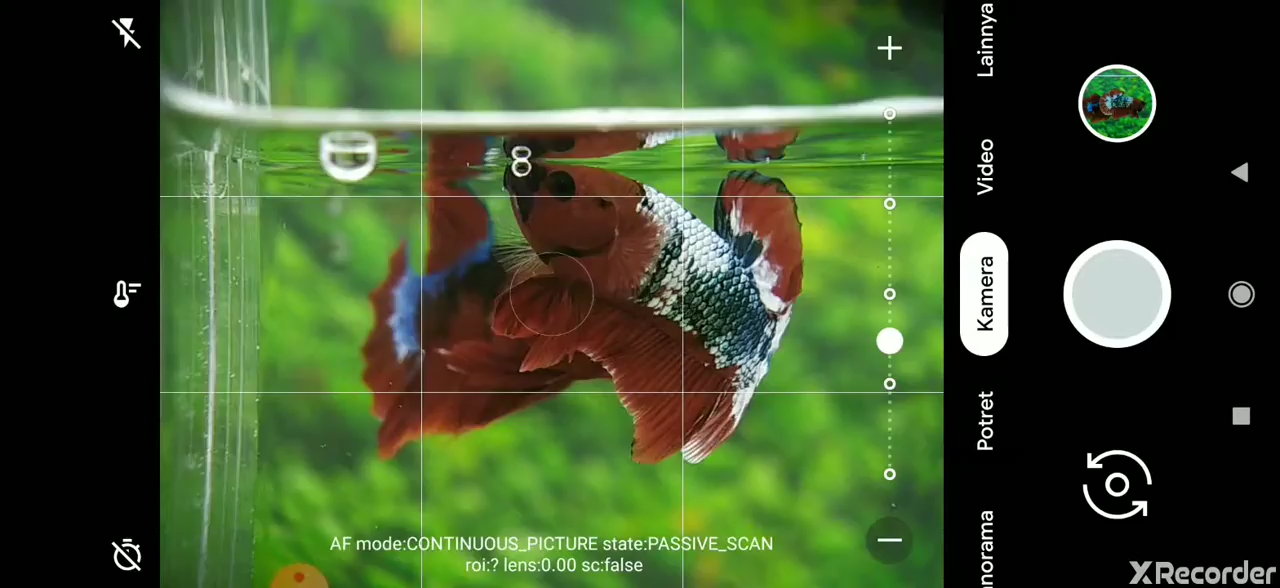 Lainnya
Video
Kamera
Potret
norama
AF mode:CONTINUOUS_PICTURE state:PASSIVE_SCAN
roi:? lens:0.00 sc:false
XRecorder